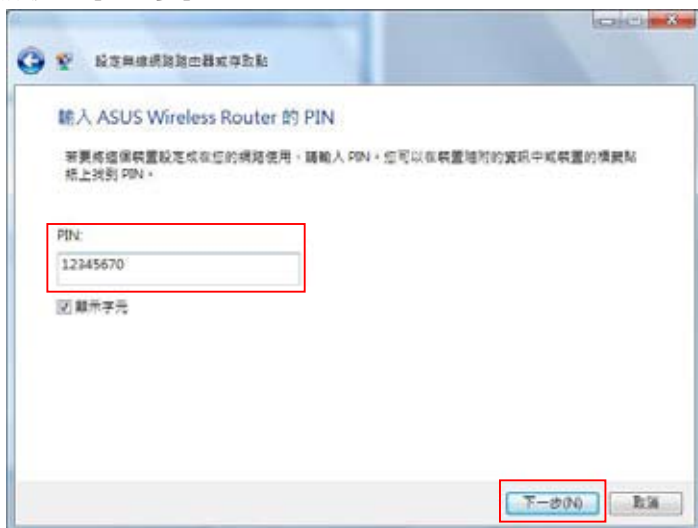 設定無線網路路由器或存取點
輸入 ASUS Wireless Router 的 PIN
若要將這個裝置設定成在您的網路使用，請輸入 PIN。您可以在裝置隨附的資訊中或裝置的標籤貼
紙上找到 PIN。
PIN:
12345670
顯示字元
下一步(N)
取消